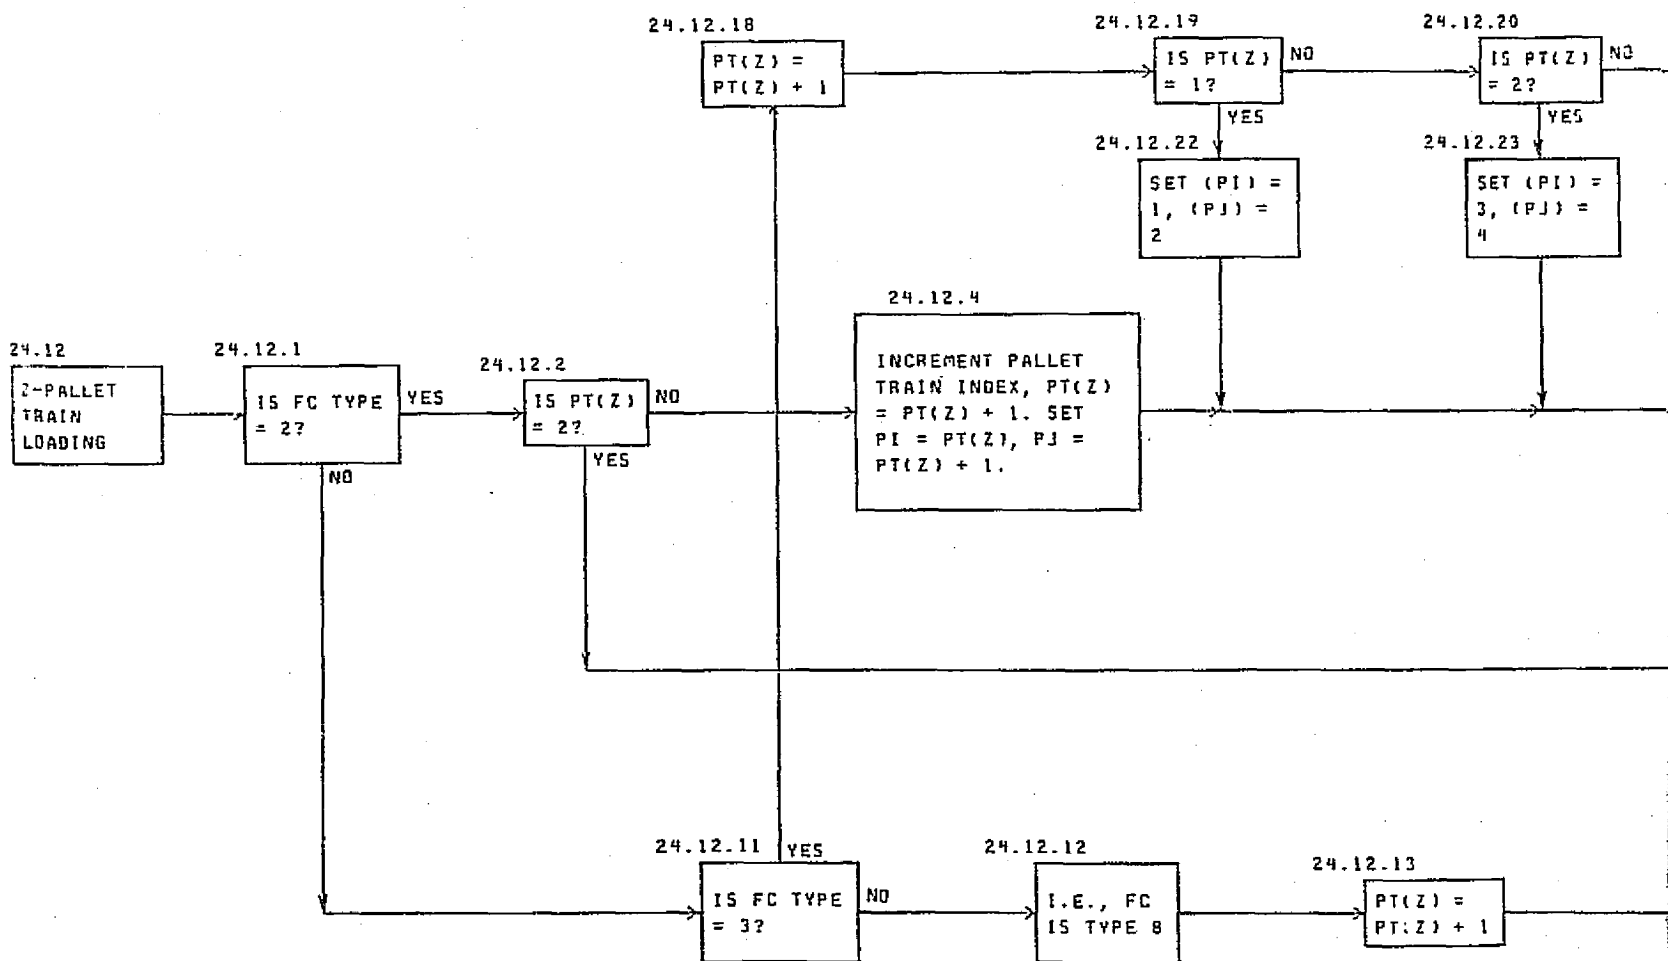 24.12.18
PT(Z) =
PT(Z) + 1
24.12.19
IS PT(Z)
= 1?
NO
YES
24.12.20
IS PT(Z)
= 2?
NO
YES
24.12.22
SET (PI) =
1, (PJ) =
2
24.12.23
SET (PI) =
3, (PJ) =
4
24.12
2-PALLET
TRAIN
LOADING
24.12.1
IS FC TYPE
= 2?
YES
NO
24.12.2
IS PT(Z)
= 2?
NO
YES
24.12.4
INCREMENT PALLET
TRAIN INDEX, PT(Z)
= PT(Z) + 1. SET
PI = PT(Z), PJ =
PT(Z) + 1.
24.12.11
YES
IS FC TYPE
= 3?
NO
24.12.12
I.E., FC
IS TYPE 8
24.12.13
PT(Z) =
PT(Z) + 1